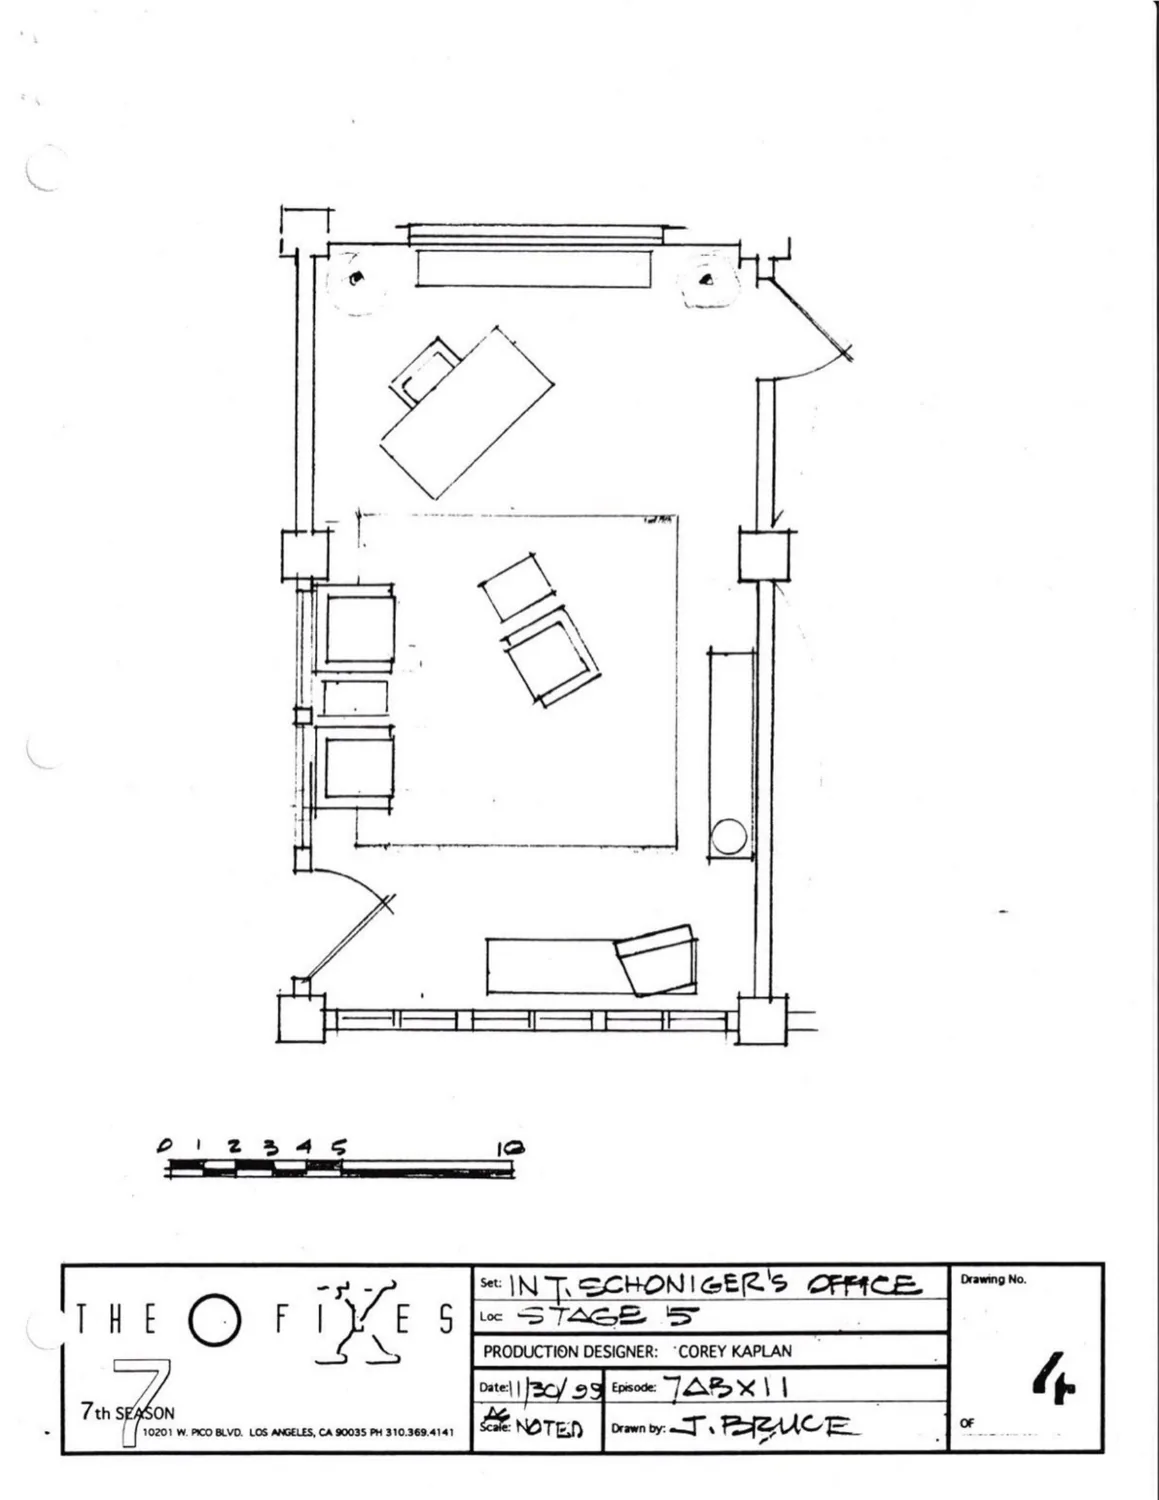 0 1 2 3 4 5 10
THE X FILES
7
7th SEASON
10201 W. PICO BLVD. LOS ANGELES, CA 90035 PH 310.369.4141
Set: INT. SCHONIGER'S OFFICE
Loc: STAGE 5
PRODUCTION DESIGNER: COREY KAPLAN
Date: 11/30/99 Episode: 7ABX11
Scale: AS NOTED Drawn by: J. BRUCE
Drawing No.
4
OF